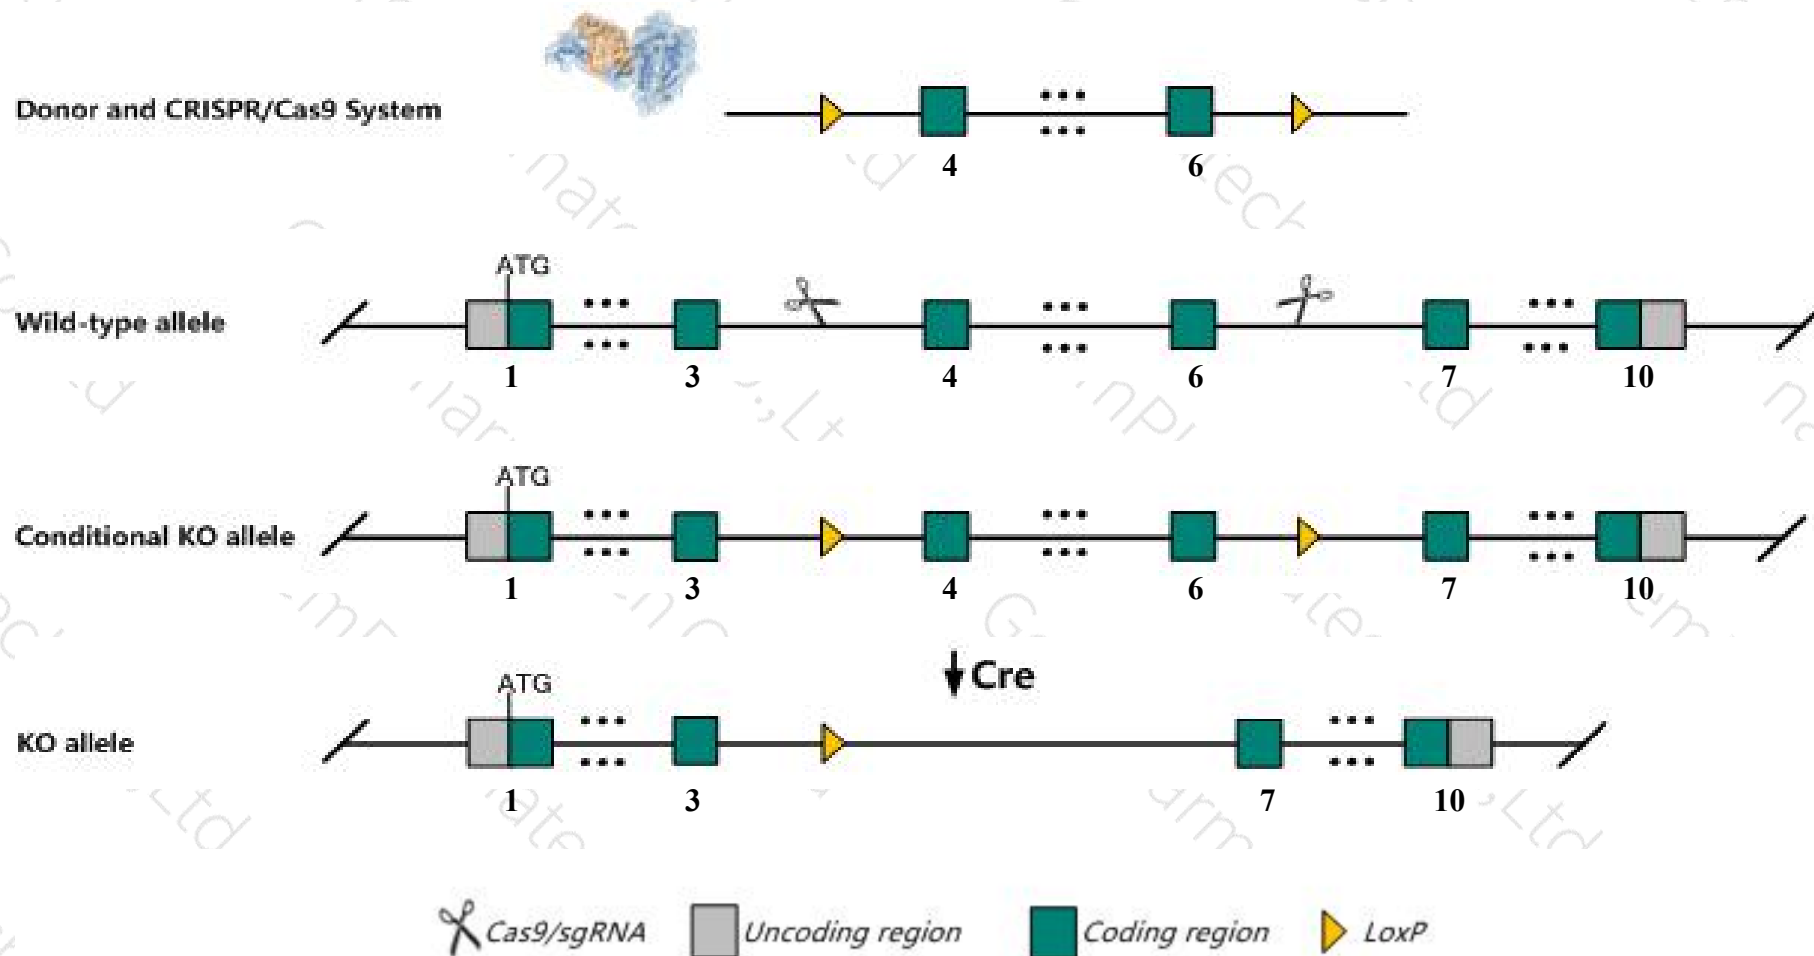 Donor and CRISPR/Cas9 System
4 6
ATG
Wild-type allele
1 3 4 6 7 10
ATG
Conditional KO allele
1 3 4 6 7 10
Cre
ATG
KO allele
1 3 7 10
Cas9/sgRNA Uncoding region Coding region LoxP